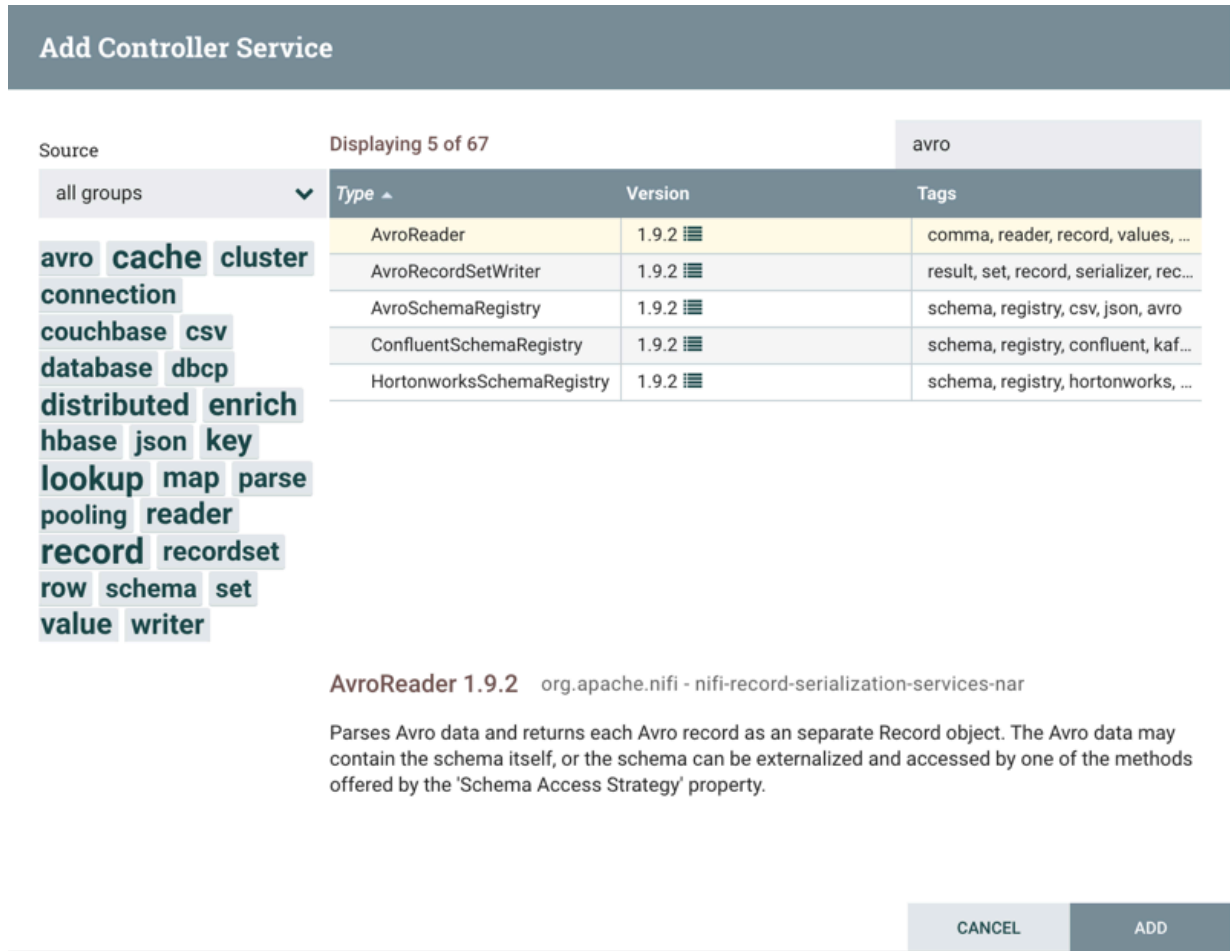 Add Controller Service
Source
Displaying 5 of 67
avro
all groups
Type Version Tags
AvroReader 1.9.2 comma, reader, record, values, ...
AvroRecordSetWriter 1.9.2 result, set, record, serializer, rec...
AvroSchemaRegistry 1.9.2 schema, registry, csv, json, avro
ConfluentSchemaRegistry 1.9.2 schema, registry, confluent, kaf...
HortonworksSchemaRegistry 1.9.2 schema, registry, hortonworks, ...
avro cache cluster
connection
couchbase csv
database dbcp
distributed enrich
hbase json key
lookup map parse
pooling reader
record recordset
row schema set
value writer
AvroReader 1.9.2 org.apache.nifi - nifi-record-serialization-services-nar
Parses Avro data and returns each Avro record as an separate Record object. The Avro data may
contain the schema itself, or the schema can be externalized and accessed by one of the methods
offered by the 'Schema Access Strategy' property.
CANCEL ADD